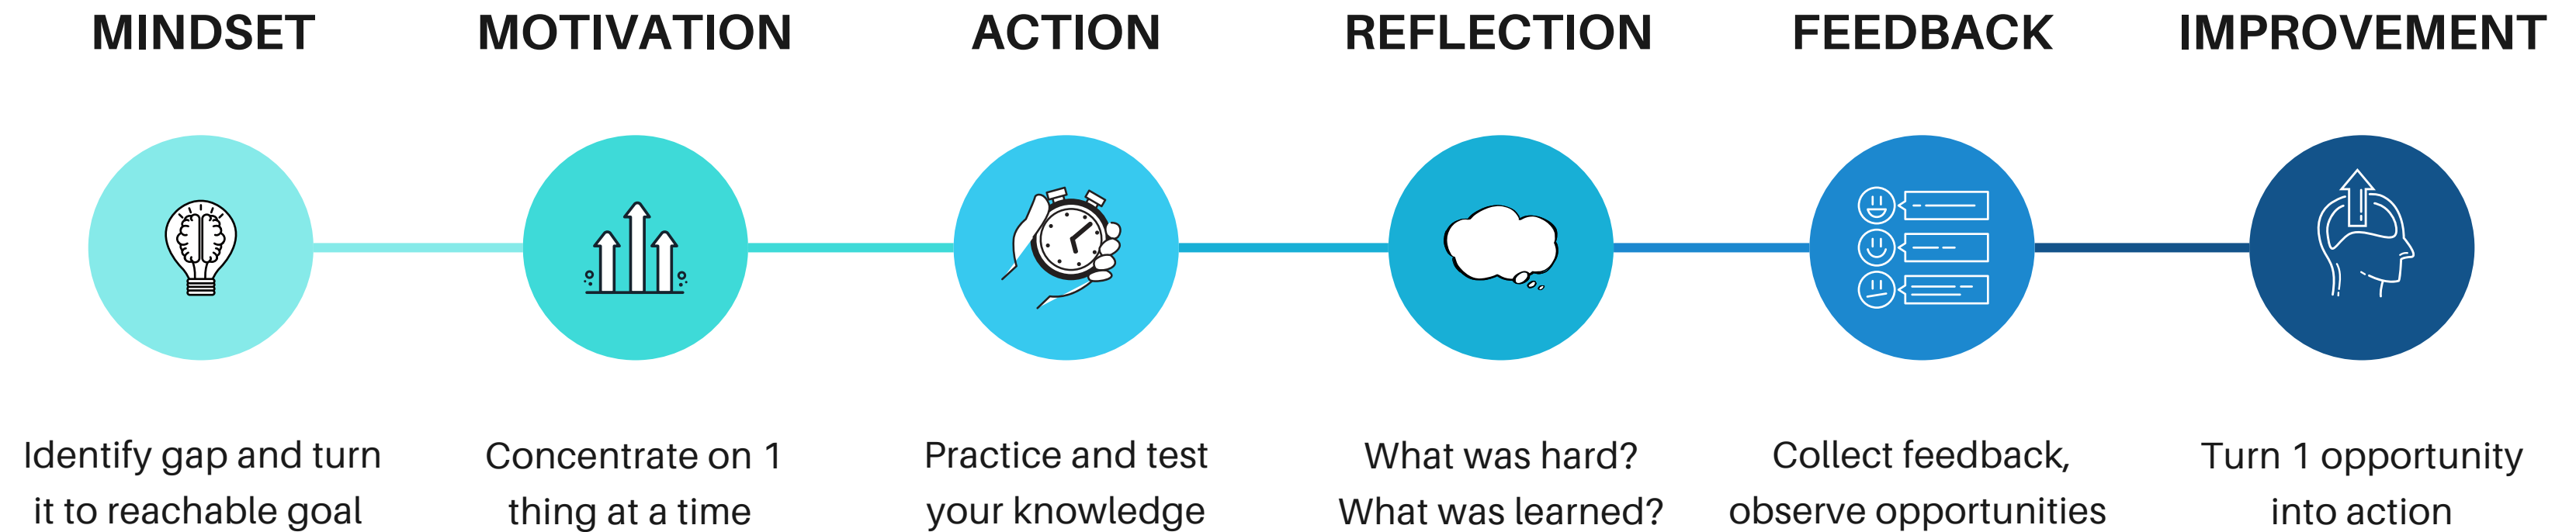 MINDSET
Identify gap and turn
it to reachable goal
MOTIVATION
Concentrate on 1
thing at a time
ACTION
Practice and test
your knowledge
REFLECTION
What was hard?
What was learned?
FEEDBACK
Collect feedback,
observe opportunities
IMPROVEMENT
Turn 1 opportunity
into action